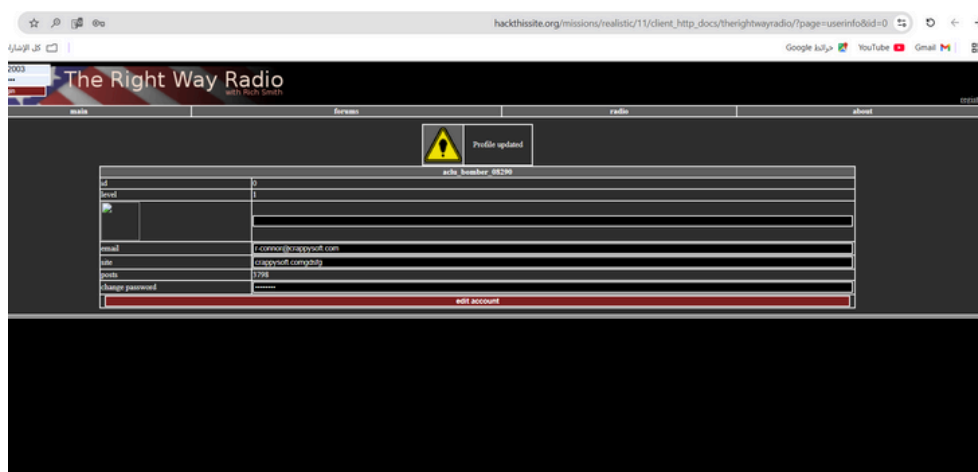 hackthissite.org/missions/realistic/11/client_http_docs/therightwayradio/?page=userinfo&id=0
كل الإشارات
خرائط Google YouTube Gmail
2003
The Right Way Radio
with Rich Smith
main forums radio about
Profile updated
aclu_bomber_08290
id 0
level 1
email r-connor@crappysoft.com
site crappysoft.comgdsfg
posts 3798
change password ••••••••
edit account